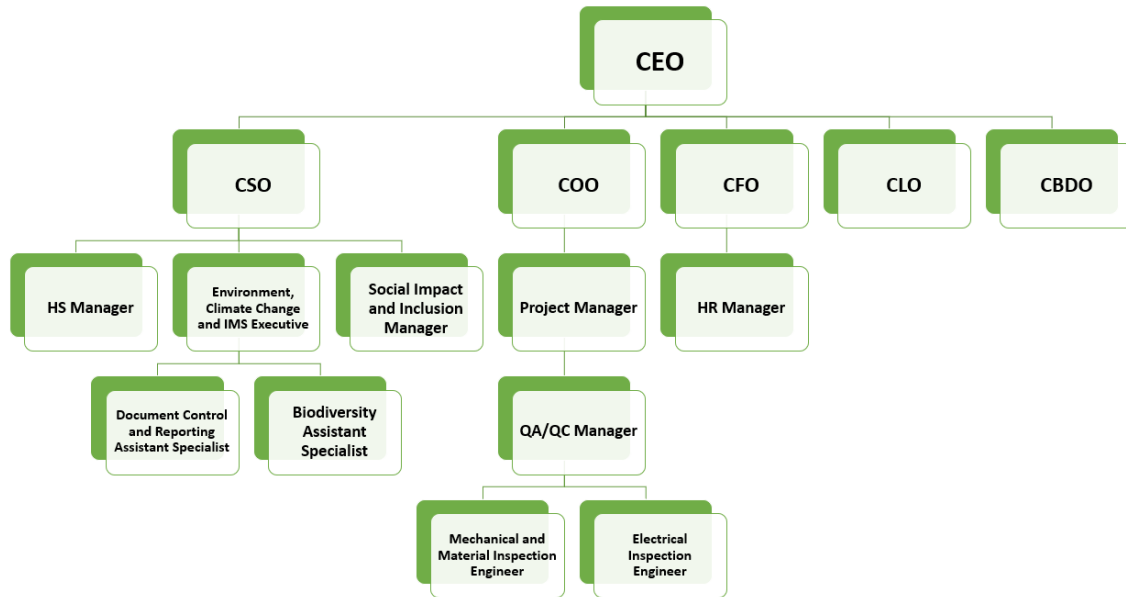 CEO
CSO
COO
CFO
CLO
CBDO
HS Manager
Environment,
Climate Change
and IMS Executive
Social Impact
and Inclusion
Manager
Project Manager
HR Manager
Document Control
and Reporting
Assistant Specialist
Biodiversity
Assistant
Specialist
QA/QC Manager
Mechanical and
Material Inspection
Engineer
Electrical
Inspection
Engineer